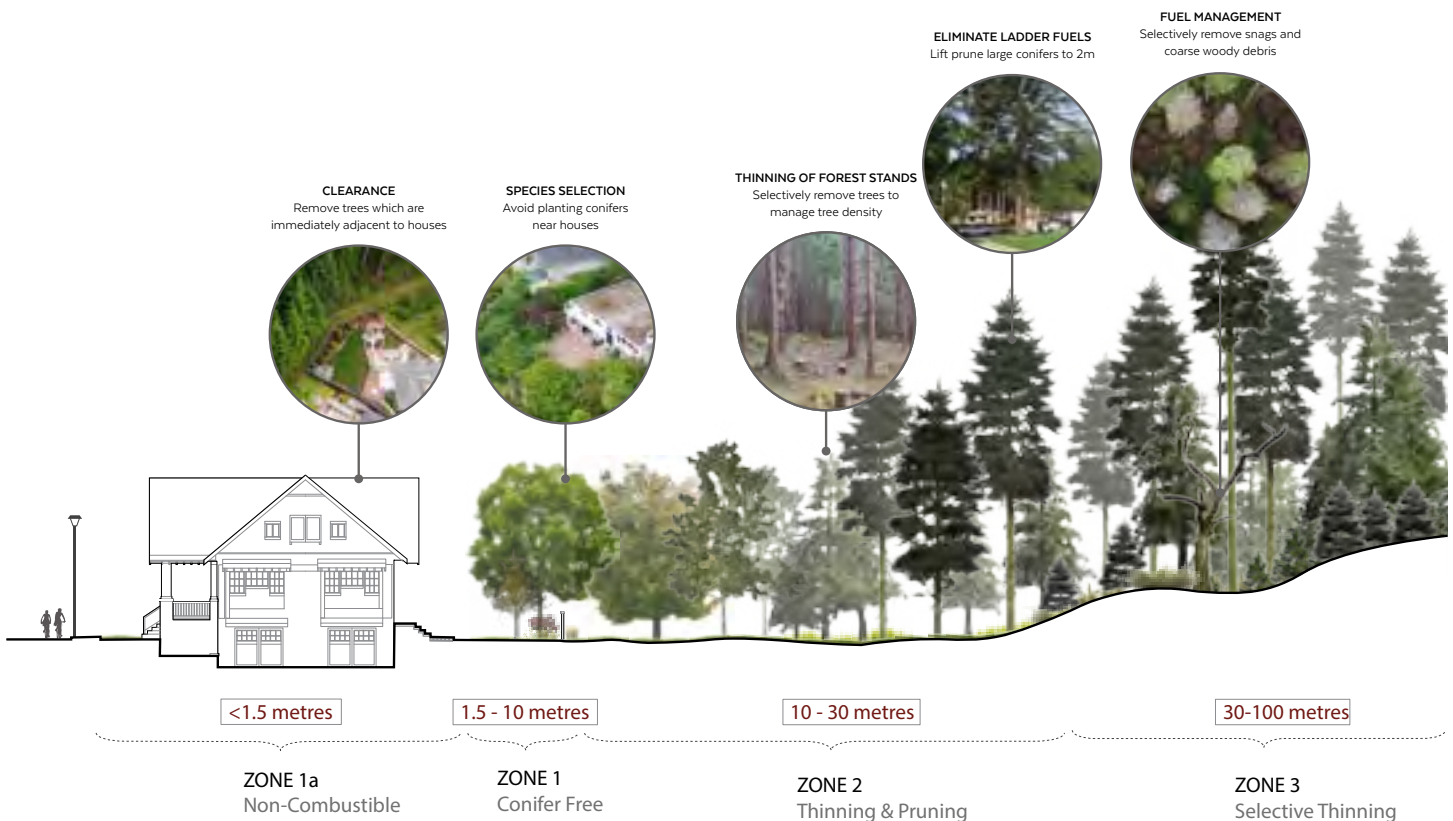 FUEL MANAGEMENT
Selectively remove snags and
coarse woody debris
ELIMINATE LADDER FUELS
Lift prune large conifers to 2m
THINNING OF FOREST STANDS
Selectively remove trees to
manage tree density
CLEARANCE
Remove trees which are
immediately adjacent to houses
SPECIES SELECTION
Avoid planting conifers
near houses
<1.5 metres
1.5 - 10 metres
10 - 30 metres
30-100 metres
ZONE 1a
Non-Combustible
ZONE 1
Conifer Free
ZONE 2
Thinning & Pruning
ZONE 3
Selective Thinning